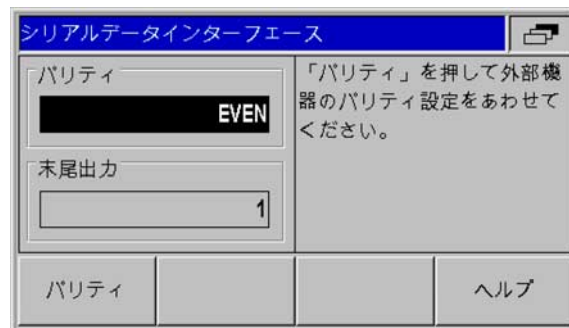 シリアルデータインターフェース
パリティ
EVEN
末尾出力
1
「パリティ」を押して外部機
器のパリティ設定をあわせて
ください。
パリティ
ヘルプ